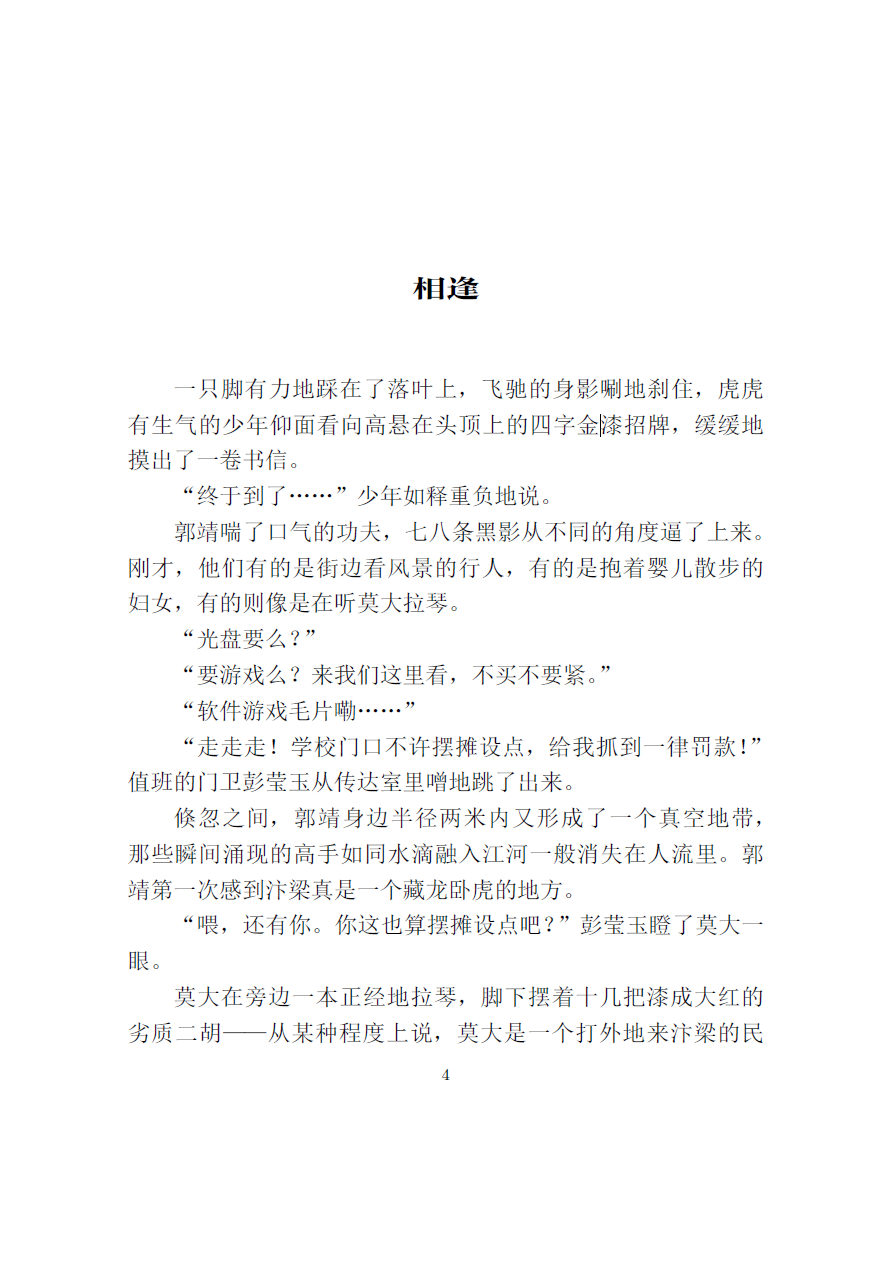 相逢
一只脚有力地踩在了落叶上，飞驰的身影唰地刹住，虎虎
有生气的少年仰面看向高悬在头顶上的四字金漆招牌，缓缓地
摸出了一卷书信。
“终于到了……”少年如释重负地说。
郭靖喘了口气的功夫，七八条黑影从不同的角度逼了上来。
刚才，他们有的是街边看风景的行人，有的是抱着婴儿散步的
妇女，有的则像是在听莫大拉琴。
“光盘要么？”
“要游戏么？来我们这里看，不买不要紧。”
“软件游戏毛片嘞……”
“走走走！学校门口不许摆摊设点，给我抓到一律罚款！”
值班的门卫彭莹玉从传达室里噌地跳了出来。
倏忽之间，郭靖身边半径两米内又形成了一个真空地带，
那些瞬间涌现的高手如同水滴融入江河一般消失在人流里。郭
靖第一次感到汴梁真是一个藏龙卧虎的地方。
“喂，还有你。你这也算摆摊设点吧？”彭莹玉瞪了莫大一
眼。
莫大在旁边一本正经地拉琴，脚下摆着十几把漆成大红的
劣质二胡——从某种程度上说，莫大是一个打外地来汴梁的民
4